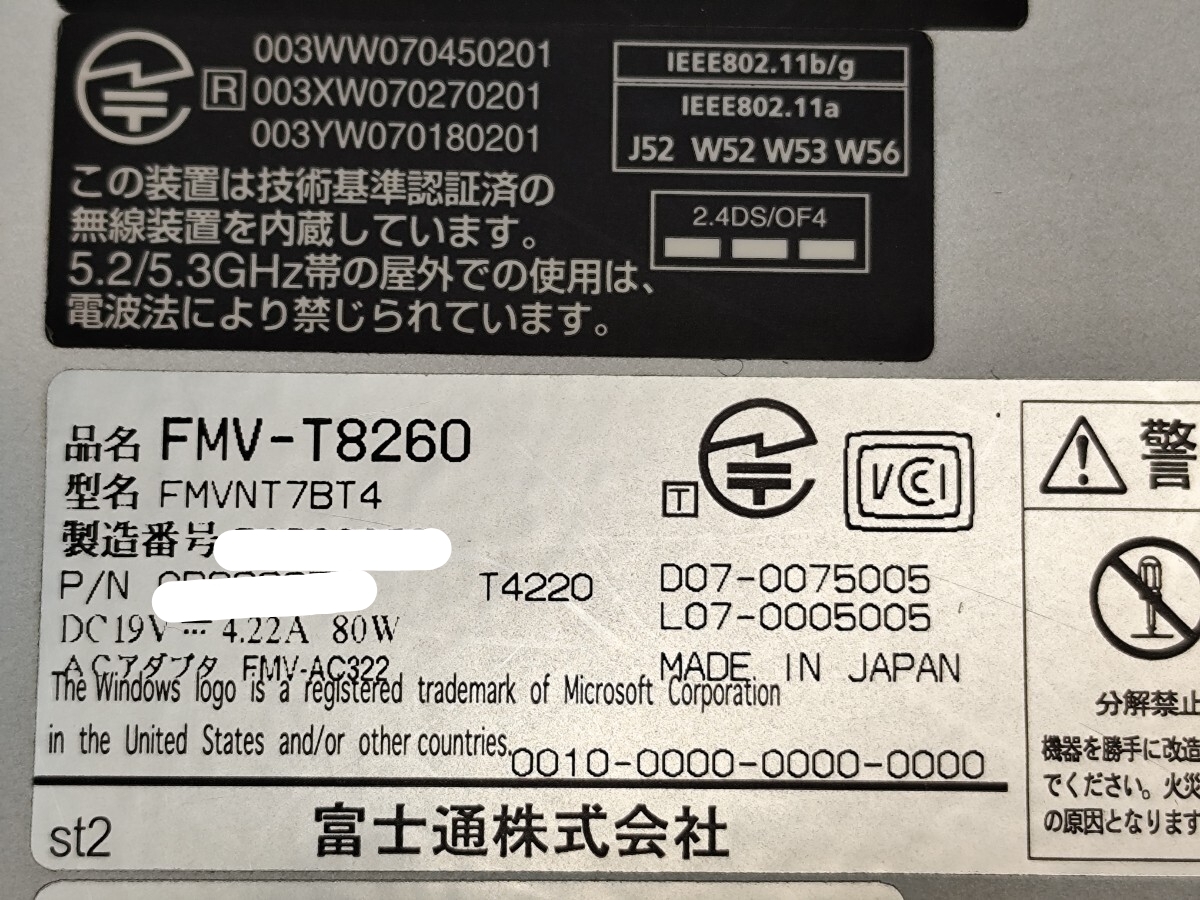 003WW070450201
R 003XW070270201
003YW070180201
この装置は技術基準認証済の
無線装置を内蔵しています。
5.2/5.3GHz帯の屋外での使用は、
電波法により禁じられています。
IEEE802.11b/g
IEEE802.11a
J52 W52 W53 W56
2.4DS/OF4
品名 FMV-T8260
型名 FMVNT7BT4
製造番号
P/N
T4220
DC19V 4.22A 80W
ACアダプタ FMV-AC322
T
VCCI
D07-0075005
L07-0005005
MADE IN JAPAN
The Windows logo is a registered trademark of Microsoft Corporation
in the United States and/or other countries.
0010-0000-0000-0000
st2
富士通株式会社
警
分解禁止
機器を勝手に改造
でください。火災
の原因となります